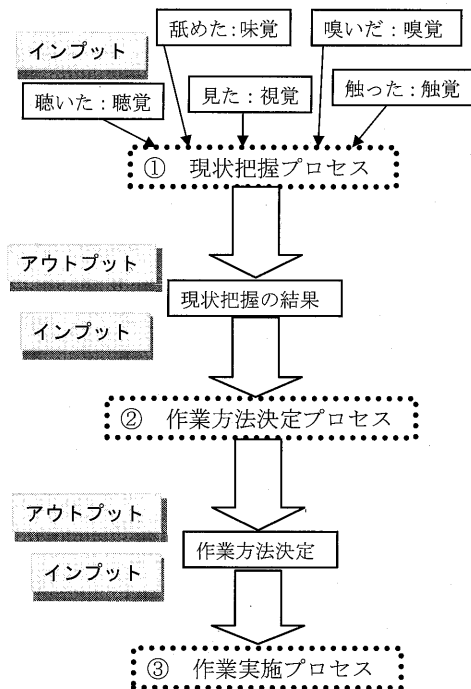 舐めた：味覚
嗅いだ：嗅覚
インプット
聴いた：聴覚
見た：視覚
触った：触覚
① 現状把握プロセス
アウトプット
現状把握の結果
インプット
② 作業方法決定プロセス
アウトプット
作業方法決定
インプット
③ 作業実施プロセス